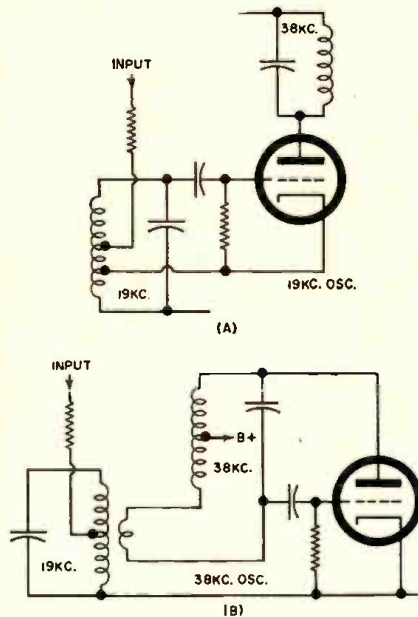 38KC.
INPUT
19KC.
19KC. OSC.
(A)
INPUT
B+
38KC.
19KC.
38KC. OSC.
(B)